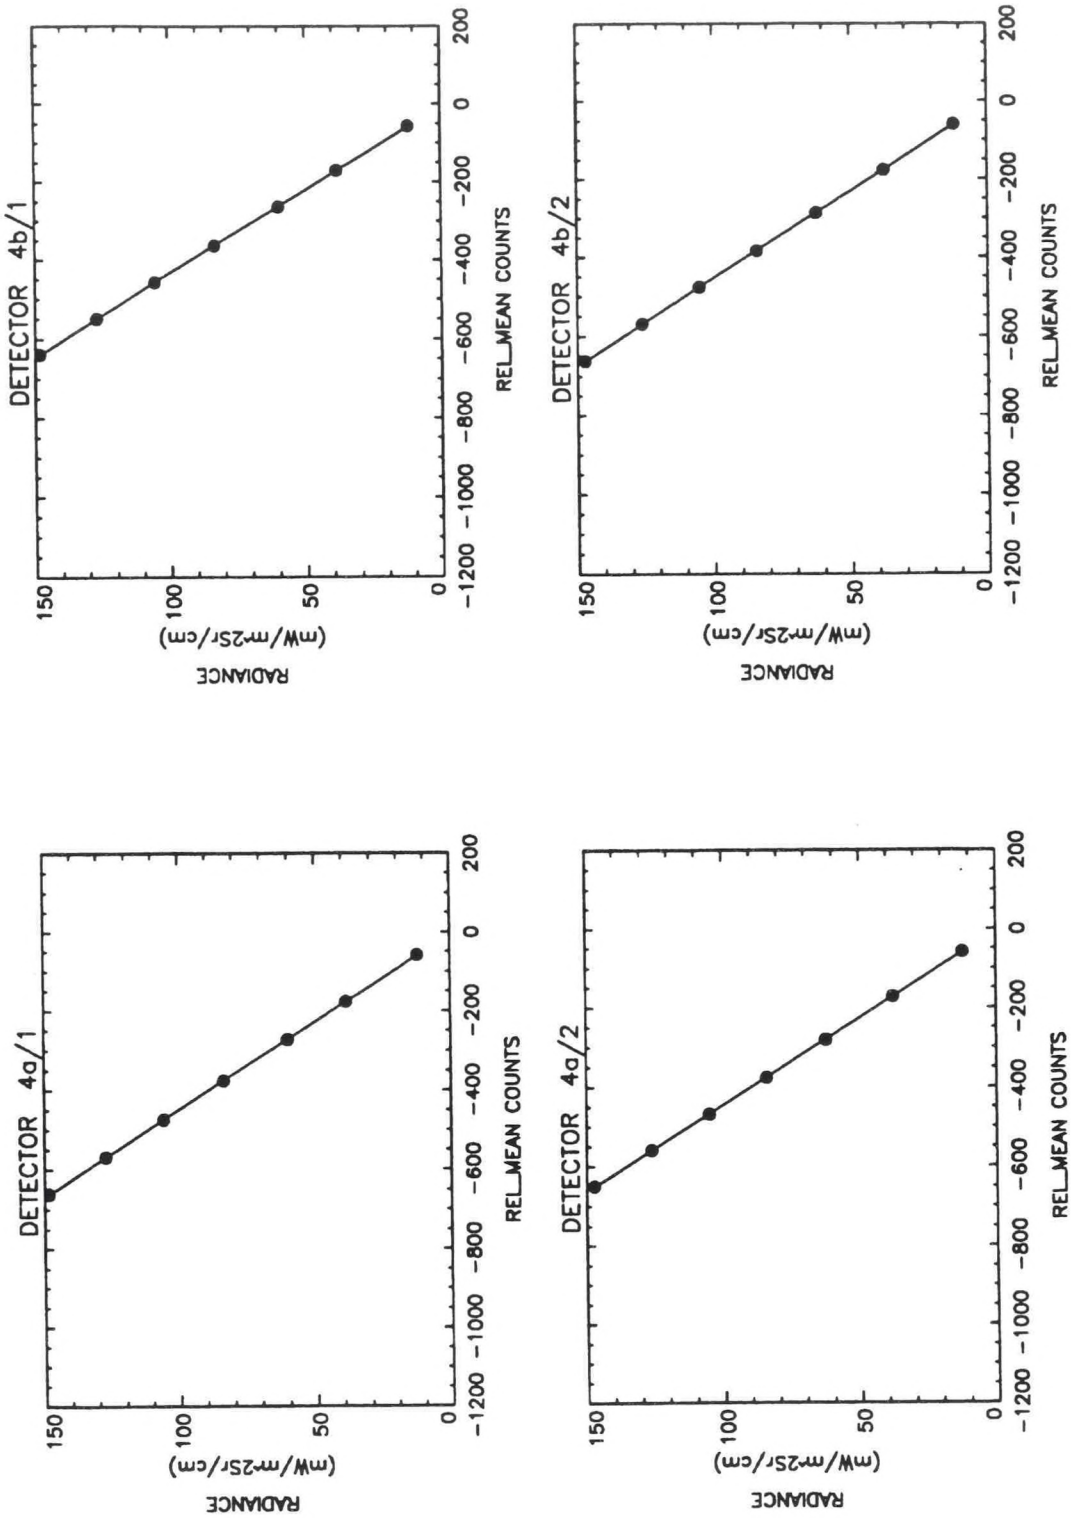 DETECTOR 4a/1
RADIANCE
(mW/m^2Sr/cm)
150
100
50
0
-1200 -1000 -800 -600 -400 -200 0 200
REL_MEAN COUNTS
DETECTOR 4b/1
RADIANCE
(mW/m^2Sr/cm)
150
100
50
0
-1200 -1000 -800 -600 -400 -200 0 200
REL_MEAN COUNTS
DETECTOR 4a/2
RADIANCE
(mW/m^2Sr/cm)
150
100
50
0
-1200 -1000 -800 -600 -400 -200 0 200
REL_MEAN COUNTS
DETECTOR 4b/2
RADIANCE
(mW/m^2Sr/cm)
150
100
50
0
-1200 -1000 -800 -600 -400 -200 0 200
REL_MEAN COUNTS